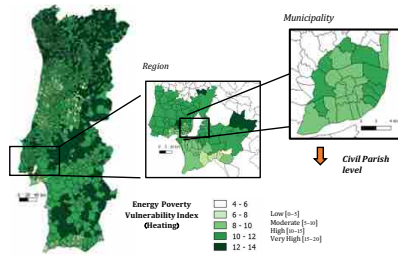 Municipality
Region
Civil Parish
level
Energy Poverty
Vulnerability Index
(Heating)
4 - 6
6 - 8
8 - 10
10 - 12
12 - 14
Low [0-5]
Moderate [5-10]
High [10-15]
Very High [15-20]